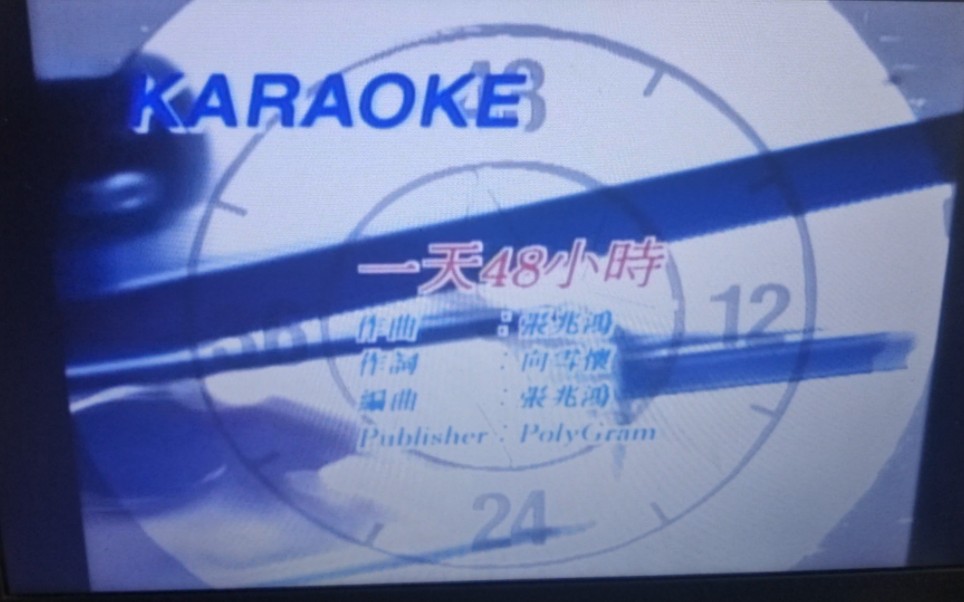 KARAOKE
48
一天48小時
作曲 : 張兆鴻
12
作詞 : 向雪懷
編曲 : 張兆鴻
Publisher : PolyGram
24